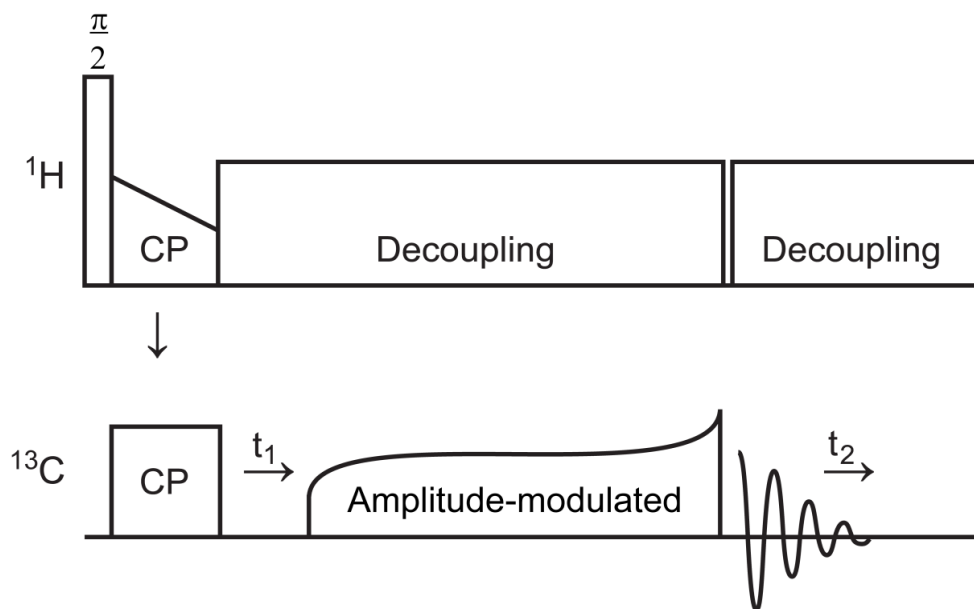 π
2
¹H
CP
Decoupling
Decoupling
¹³C
CP
t₁
Amplitude-modulated
t₂